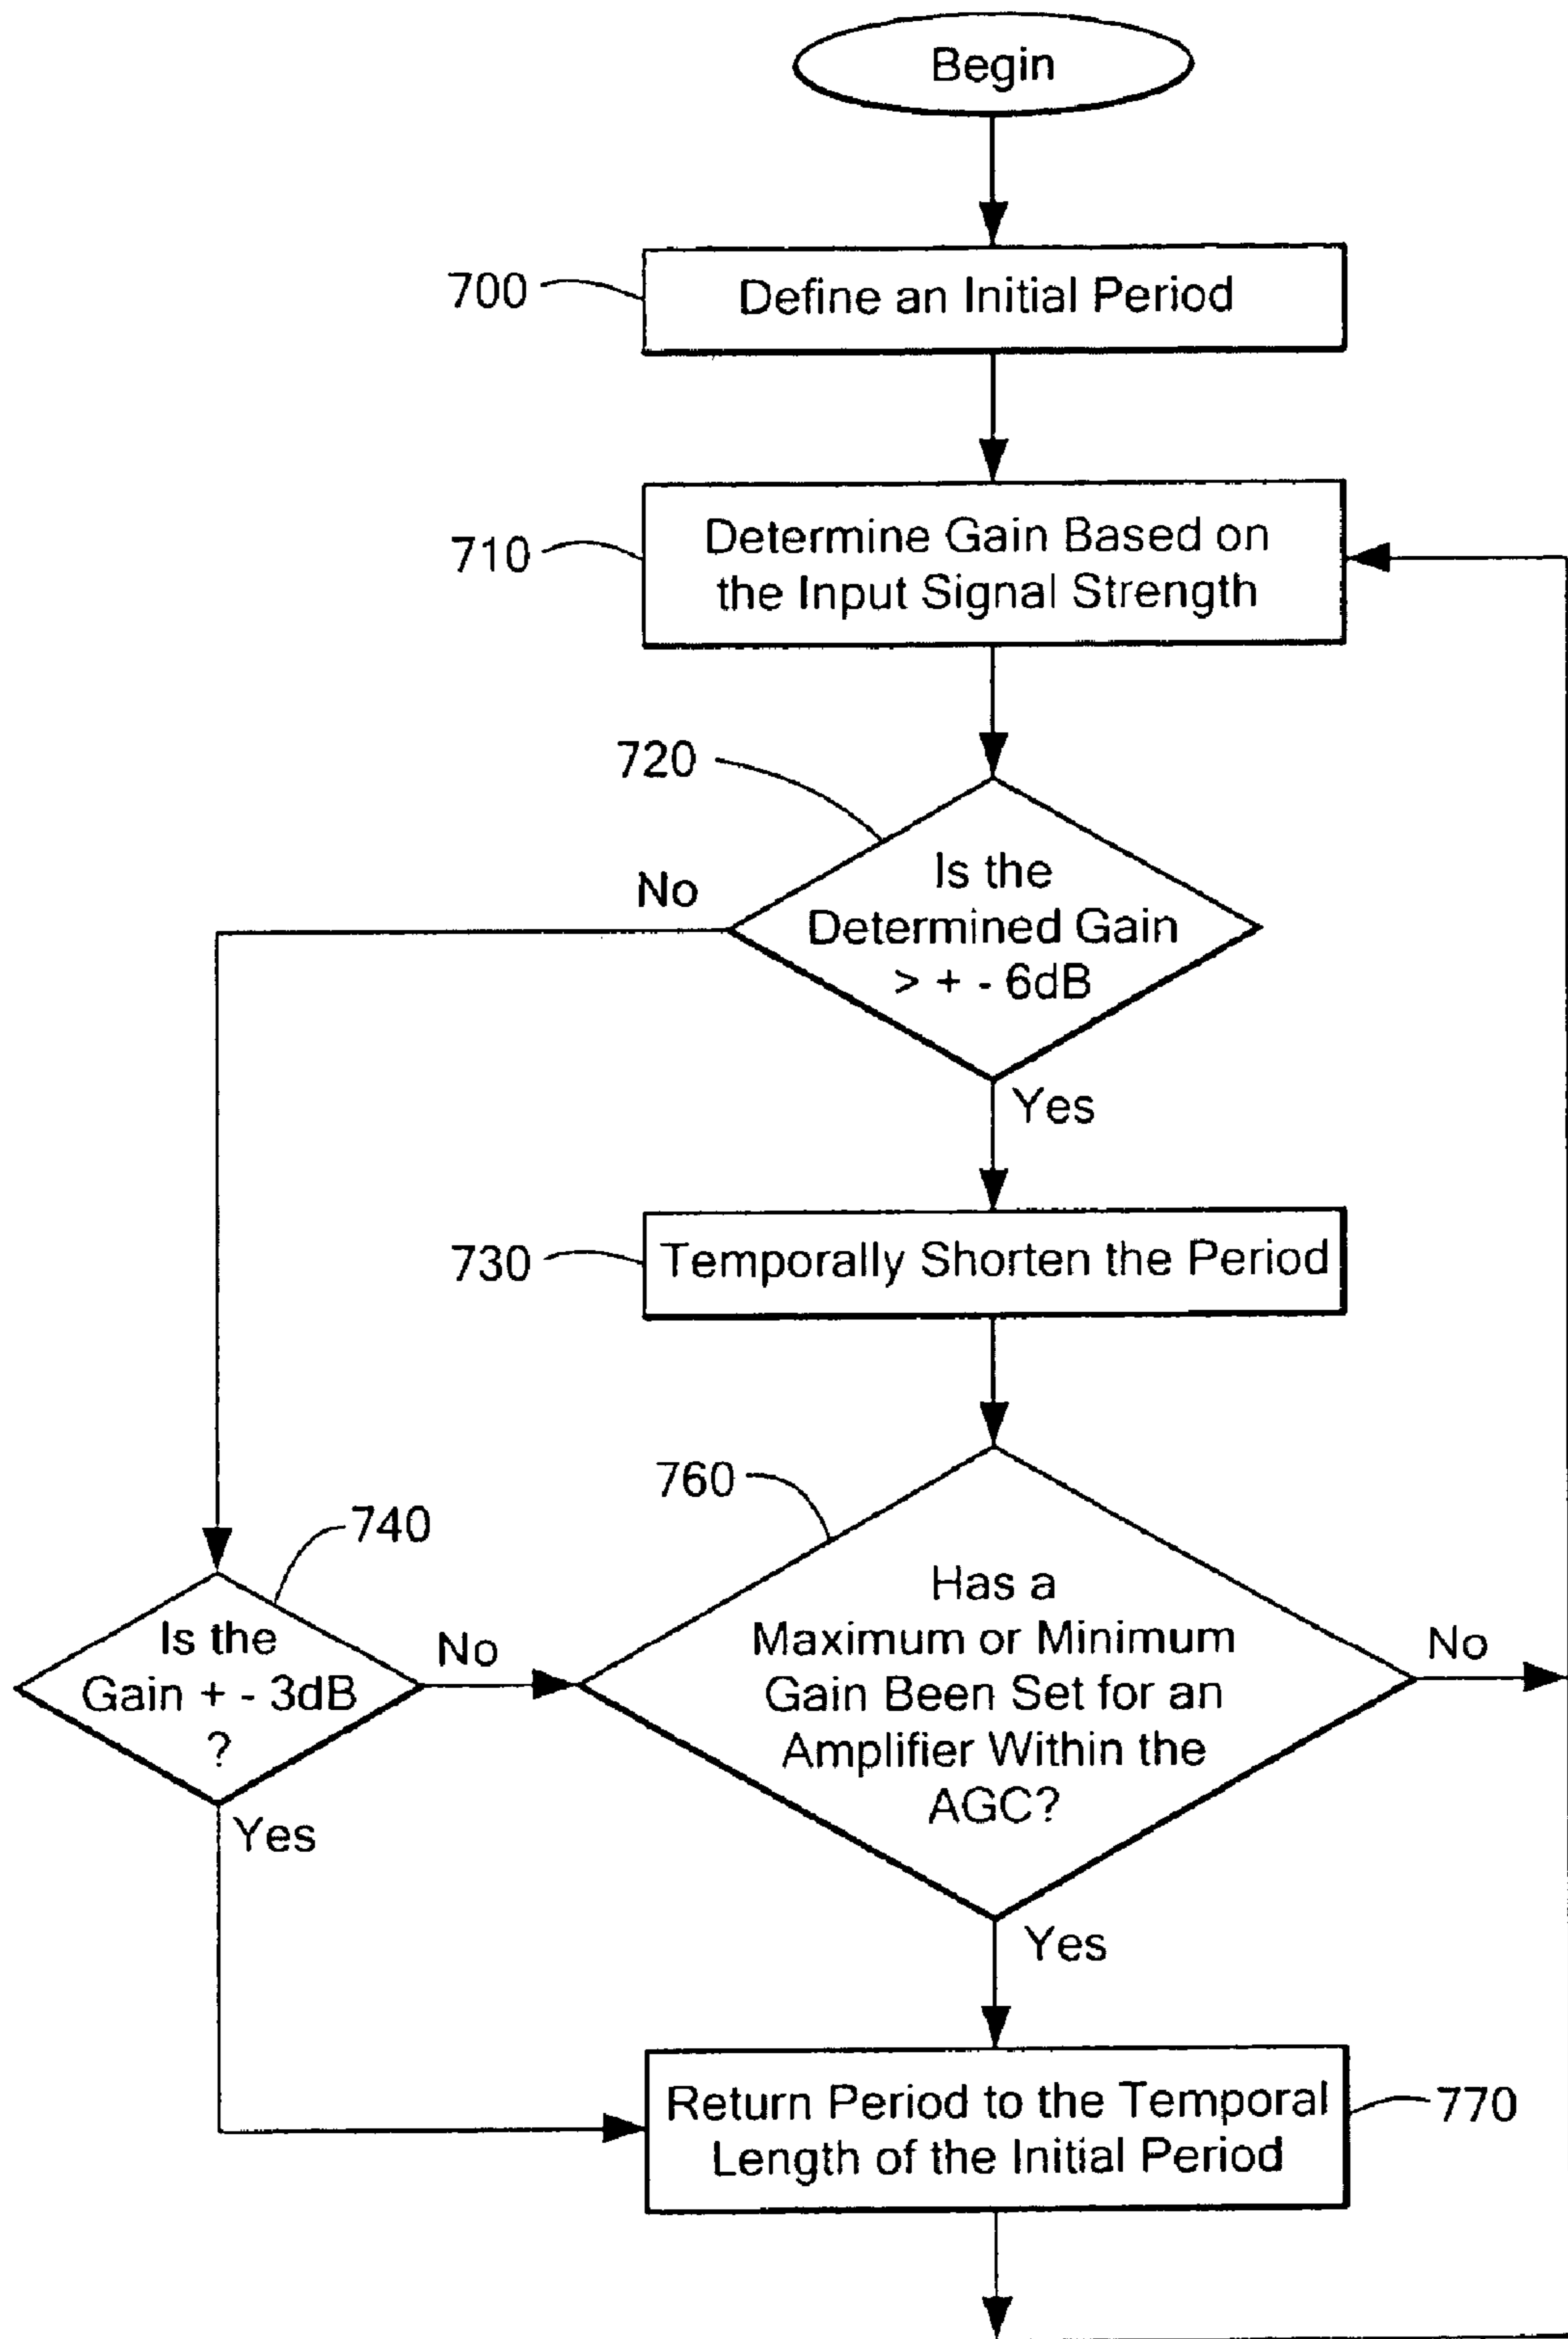 Begin
700
Define an Initial Period
710
Determine Gain Based on
the Input Signal Strength
720
No
Is the
Determined Gain
> + - 6dB
Yes
730
Temporally Shorten the Period
760
740
Is the
Gain + - 3dB
?
No
Yes
Has a
Maximum or Minimum
Gain Been Set for an
Amplifier Within the
AGC?
No
Yes
Return Period to the Temporal
Length of the Initial Period
770